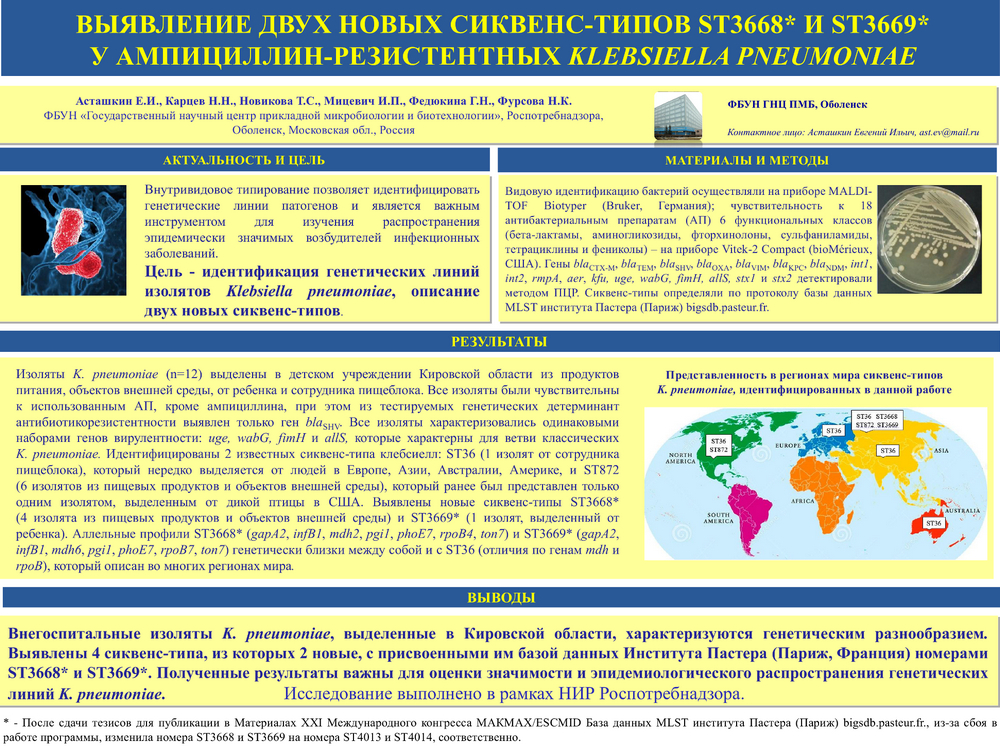 ВЫЯВЛЕНИЕ ДВУХ НОВЫХ СИКВЕНС-ТИПОВ ST3668* И ST3669*
У АМПИЦИЛЛИН-РЕЗИСТЕНТНЫХ KLEBSIELLA PNEUMONIAE
Асташкин Е.И., Карцев Н.Н., Новикова Т.С., Мицевич И.П., Федюкина Г.Н., Фурсова Н.К.
ФБУН «Государственный научный центр прикладной микробиологии и биотехнологии», Роспотребнадзора,
Оболенск, Московская обл., Россия
ФБУН ГНЦ ПМБ, Оболенск
Контактное лицо: Асташкин Евгений Ильич, ast.ev@mail.ru
АКТУАЛЬНОСТЬ И ЦЕЛЬ
Внутривидовое типирование позволяет идентифицировать
генетические линии патогенов и является важным
инструментом для изучения распространения
эпидемически значимых возбудителей инфекционных
заболеваний.
Цель - идентификация генетических линий
изолятов Klebsiella pneumoniae, описание
двух новых сиквенс-типов.
МАТЕРИАЛЫ И МЕТОДЫ
Видовую идентификацию бактерий осуществляли на приборе MALDI-
TOF Biotyper (Bruker, Германия); чувствительность к 18
антибактериальным препаратам (АП) 6 функциональных классов
(бета-лактамы, аминогликозиды, фторхинолоны, сульфаниламиды,
тетрациклины и фениколы) – на приборе Vitek-2 Compact (bioMérieux,
США). Гены blaCTX-M, blaTEM, blaSHV, blaOXA, blaVIM, blaKPC, blaNDM, int1,
int2, rmpA, aer, kfu, uge, wabG, fimH, allS, stx1 и stx2 детектировали
методом ПЦР. Сиквенс-типы определяли по протоколу базы данных
MLST института Пастера (Париж) bigsdb.pasteur.fr.
РЕЗУЛЬТАТЫ
Изоляты K. pneumoniae (n=12) выделены в детском учреждении Кировской области из продуктов
питания, объектов внешней среды, от ребенка и сотрудника пищеблока. Все изоляты были чувствительны
к использованным АП, кроме ампициллина, при этом из тестируемых генетических детерминант
антибиотикорезистентности выявлен только ген blaSHV. Все изоляты характеризовались одинаковыми
наборами генов вирулентности: uge, wabG, fimH и allS, которые характерны для ветви классических
K. pneumoniae. Идентифицированы 2 известных сиквенс-типа клебсиелл: ST36 (1 изолят от сотрудника
пищеблока), который нередко выделяется от людей в Европе, Азии, Австралии, Америке, и ST872
(6 изолятов из пищевых продуктов и объектов внешней среды), который ранее был представлен только
одним изолятом, выделенным от дикой птицы в США. Выявлены новые сиквенс-типы ST3668*
(4 изолята из пищевых продуктов и объектов внешней среды) и ST3669* (1 изолят, выделенный от
ребенка). Аллельные профили ST3668* (gapA2, infB1, mdh2, pgi1, phoE7, rpoB4, ton7) и ST3669* (gapA2,
infB1, mdh6, pgi1, phoE7, rpoB7, ton7) генетически близки между собой и с ST36 (отличия по генам mdh и
rpoB), который описан во многих регионах мира.
Представленность в регионах мира сиквенс-типов
K. pneumoniae, идентифицированных в данной работе
ST36 ST3668
ST872 ST3669
ST36
ST36
ST872
ST36
EUROPE
ASIA
NORTH
AMERICA
AFRICA
SOUTH
AMERICA
AUSTRALIA
ST36
ВЫВОДЫ
Внегоспитальные изоляты K. pneumoniae, выделенные в Кировской области, характеризуются генетическим разнообразием.
Выявлены 4 сиквенс-типа, из которых 2 новые, с присвоенными им базой данных Института Пастера (Париж, Франция) номерами
ST3668* и ST3669*. Полученные результаты важны для оценки значимости и эпидемиологического распространения генетических
линий K. pneumoniae. Исследование выполнено в рамках НИР Роспотребнадзора.
* - После сдачи тезисов для публикации в Материалах XXI Международного конгресса МАКМАХ/ESCMID База данных MLST института Пастера (Париж) bigsdb.pasteur.fr., из-за сбоя в
работе программы, изменила номера ST3668 и ST3669 на номера ST4013 и ST4014, соответственно.